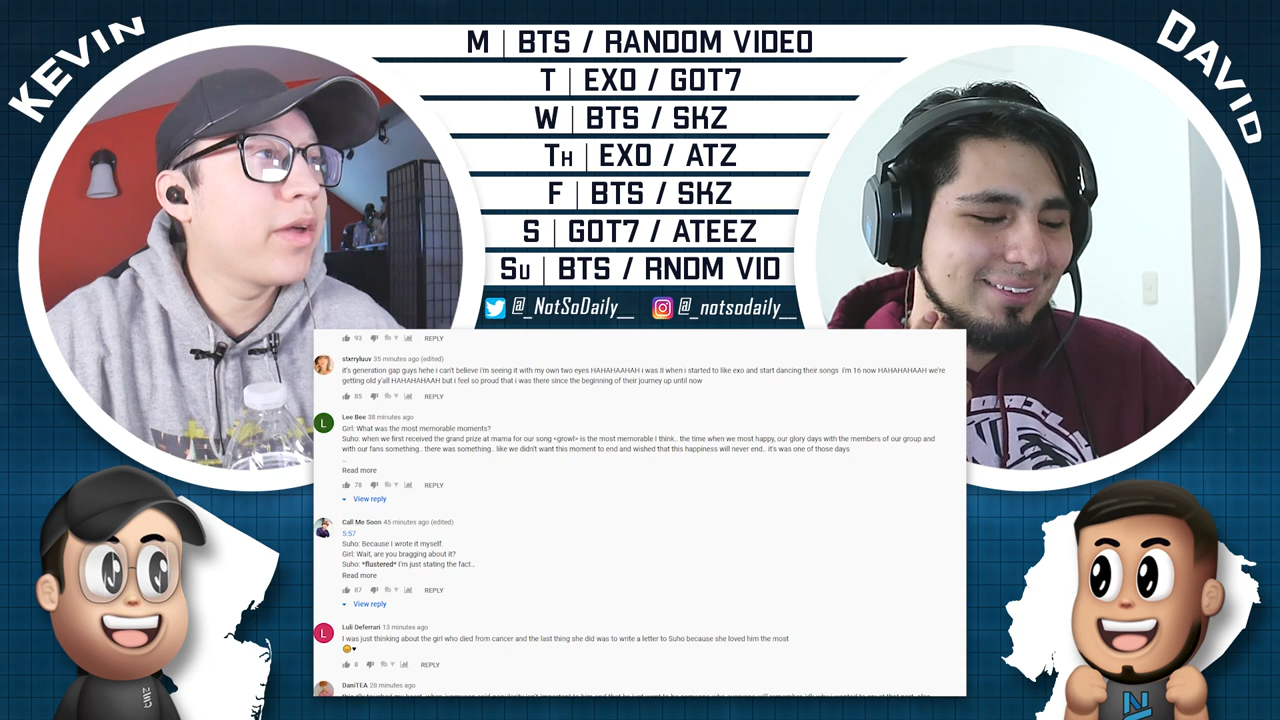 KEVIN
DAVID
M | BTS / RANDOM VIDEO
T | EXO / GOT7
W | BTS / SKZ
TH | EXO / ATZ
F | BTS / SKZ
S | GOT7 / ATEEZ
SU | BTS / RNDM VID
@_NotSoDaily__
@_notsodaily__
93 REPLY
stxrryluuv 35 minutes ago (edited)
it's generation gap guys hehe i can't believe i'm seeing it with my own two eyes HAHAHAAHAH i was 8 when i started to like exo and start dancing their songs i'm 16 now HAHAHAHAAH we're
getting old y'all HAHAHAHAAH but i feel so proud that i was there since the beginning of their journey up until now
85 REPLY
L
Lee Bee 38 minutes ago
Girl: What was the most memorable moments?
Suho: when we first received the grand prize at mama for our song <growl> is the most memorable I think.. the time when we most happy, our glory days with the members of our group and
with our fans something.. there was something.. like we didn't want this moment to end and wished that this happiness will never end.. it's was one of those days
..
Read more
78 REPLY
View reply
Call Me Soon 45 minutes ago (edited)
5:57
Suho: Because I wrote it myself.
Girl: Wait, are you bragging about it?
Suho: *flustered* I'm just stating the fact...
Read more
87 REPLY
View reply
L
Luli Deferrari 13 minutes ago
I was just thinking about the girl who died from cancer and the last thing she did was to write a letter to Suho because she loved him the most
😢♥
8 REPLY
DaniTEA 28 minutes ago